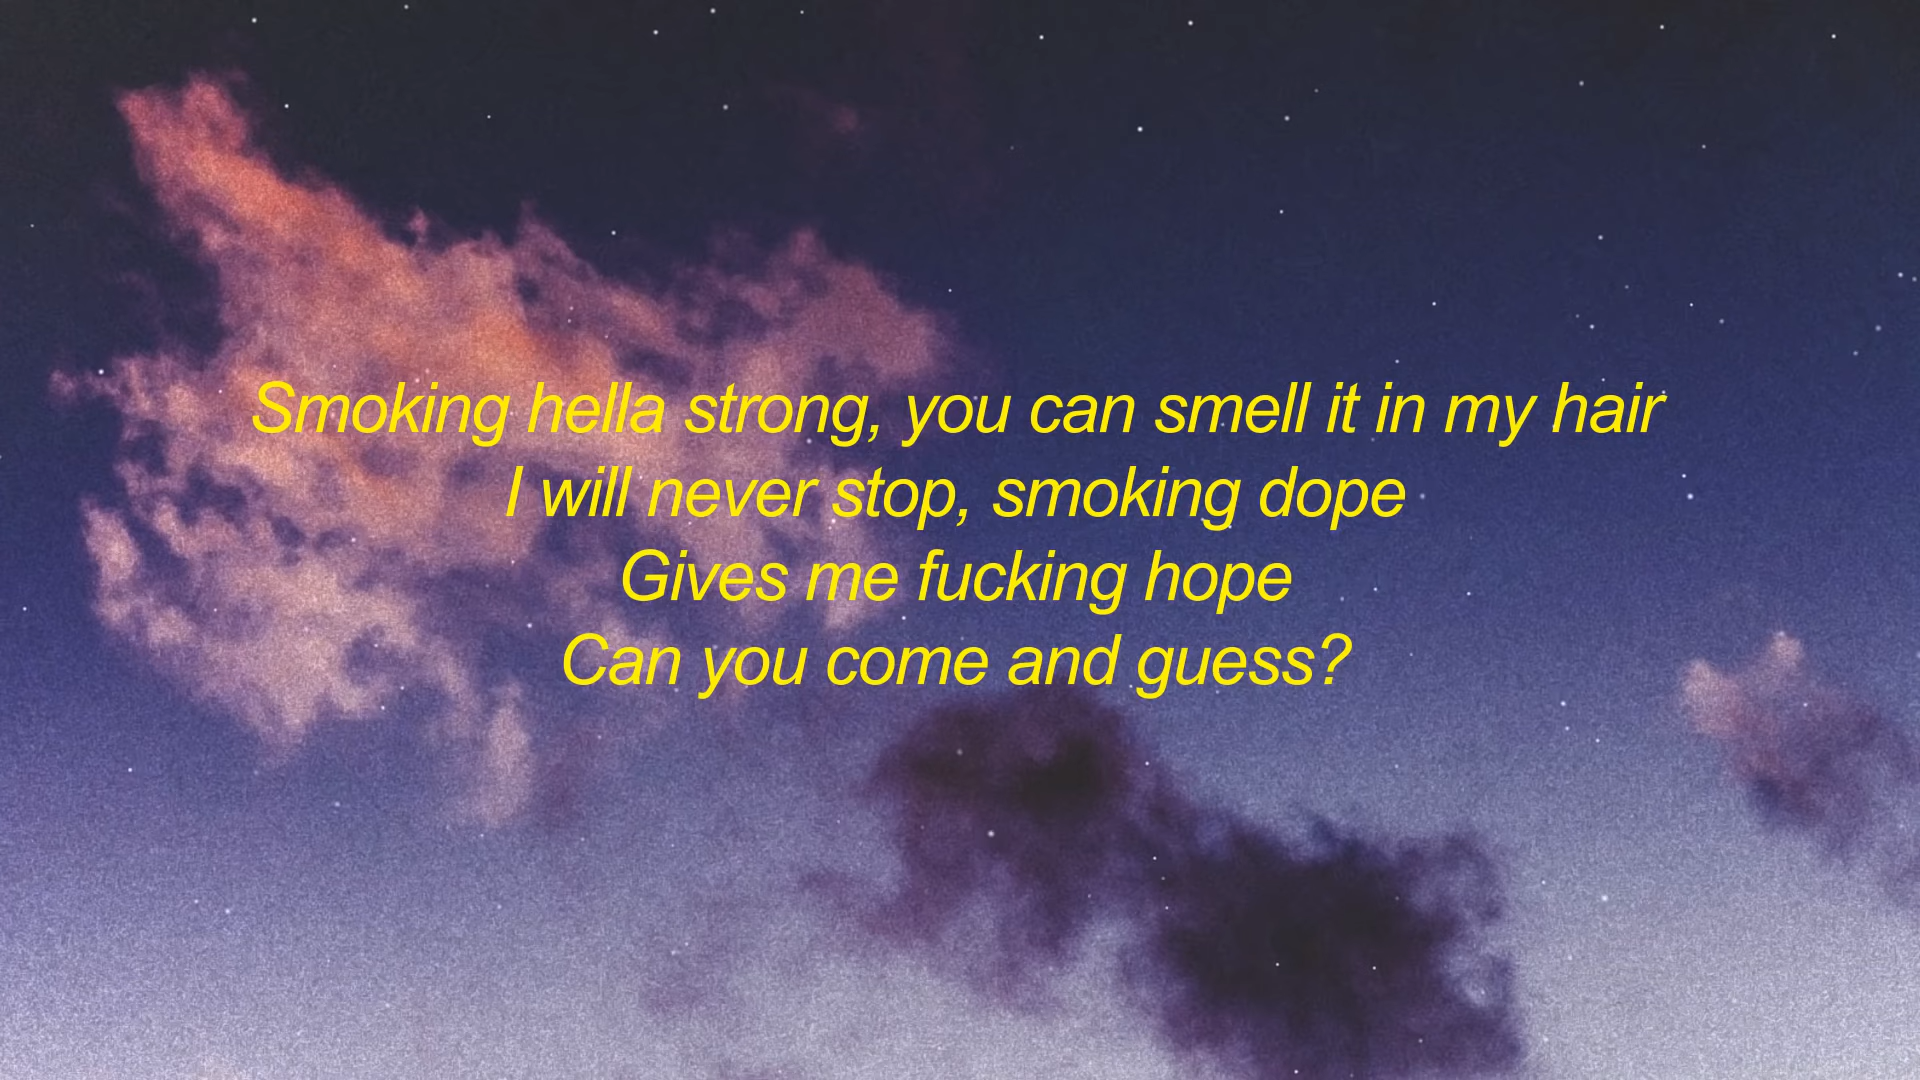 Smoking hella strong, you can smell it in my hair
I will never stop, smoking dope
Gives me fucking hope
Can you come and guess?